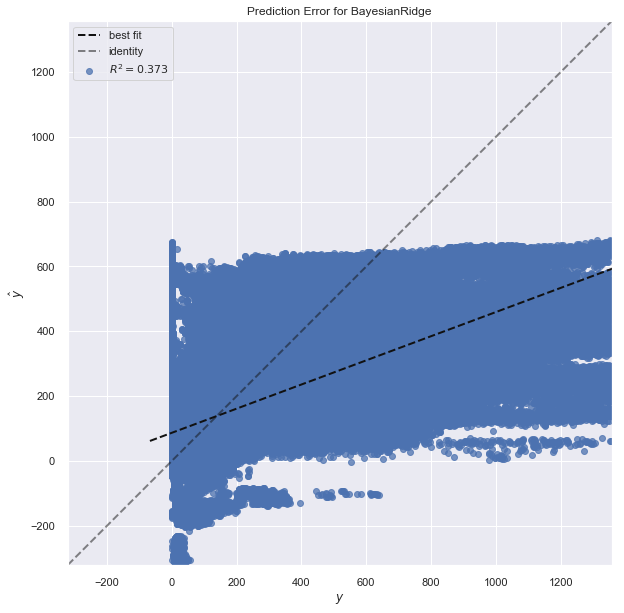 Prediction Error for BayesianRidge
best fit
identity
R² = 0.373
1200
1000
800
600
400
200
0
−200
ŷ
−200
0
200
400
600
800
1000
1200
y